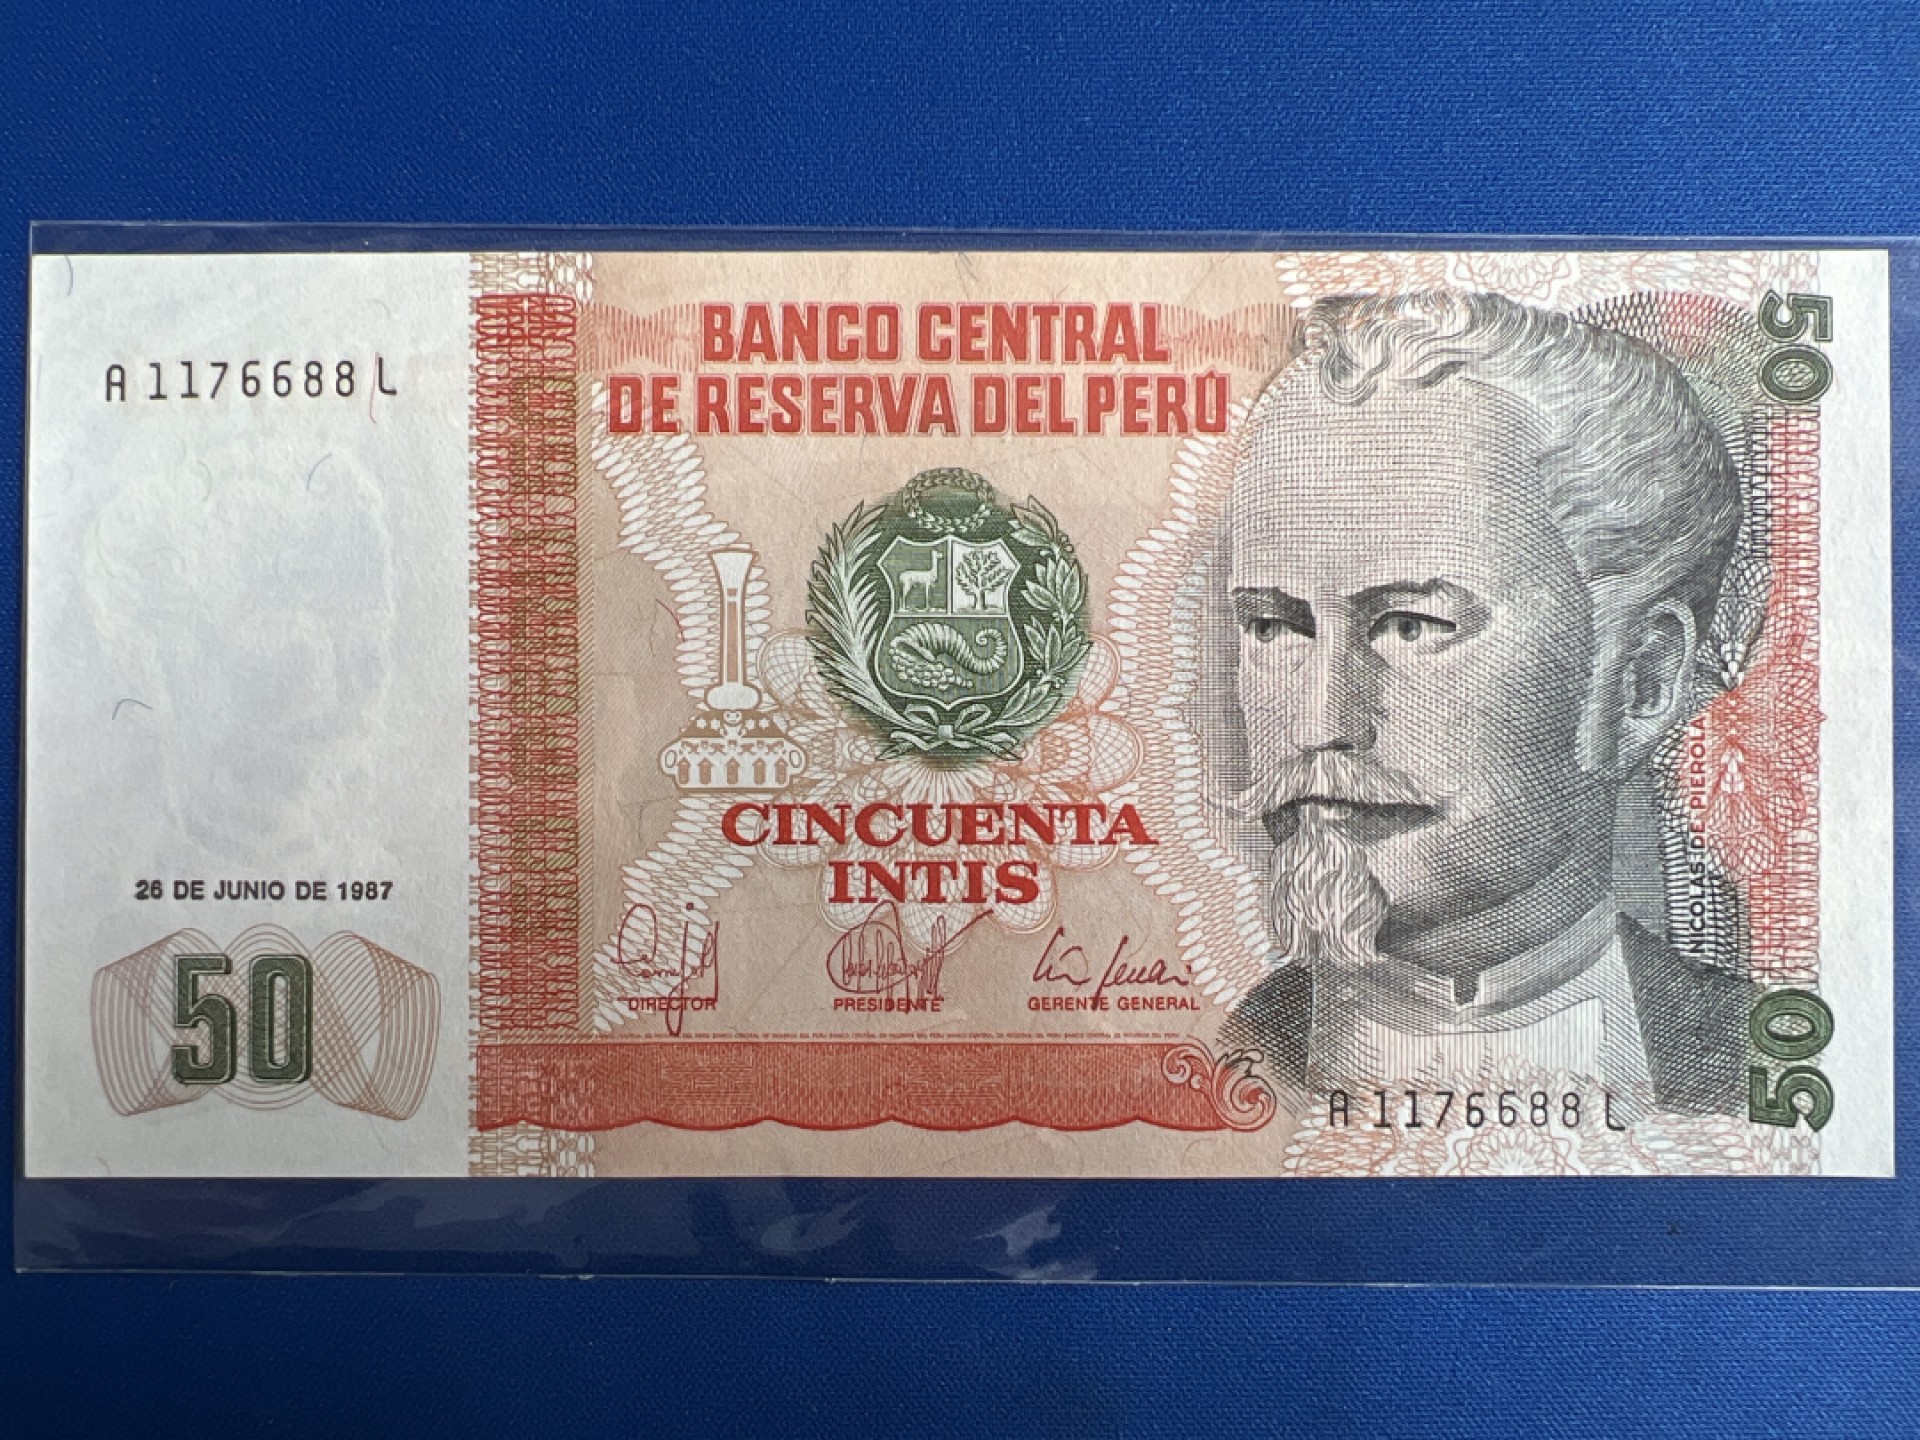 A 1176688 L
BANCO CENTRAL
DE RESERVA DEL PERÚ
50
CINCUENTA
INTIS
NICOLAS DE PIEROLA
26 DE JUNIO DE 1987
50
DIRECTOR
PRESIDENTE
GERENTE GENERAL
A 1176688 L
50